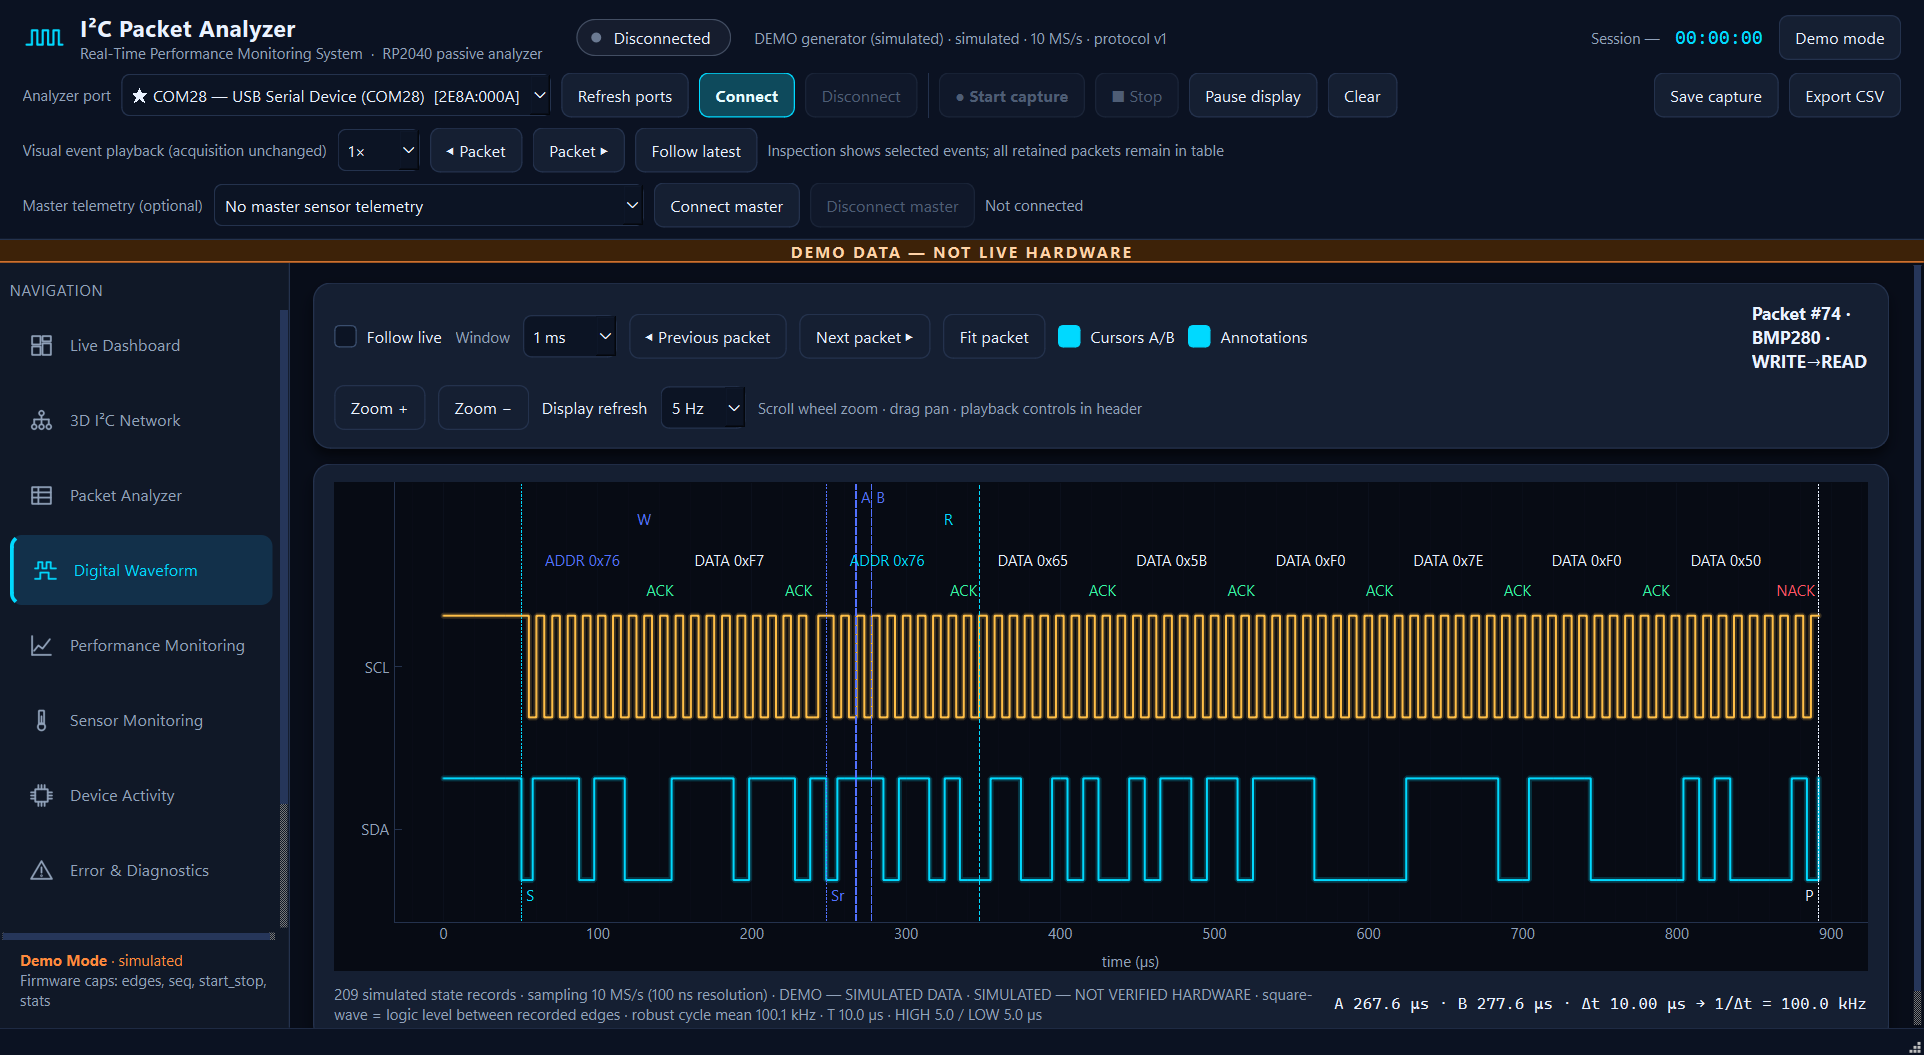 I²C Packet Analyzer
Real-Time Performance Monitoring System · RP2040 passive analyzer
Disconnected
DEMO generator (simulated) · simulated · 10 MS/s · protocol v1
Session —
00:00:00
Demo mode
Analyzer port
★ COM28 — USB Serial Device (COM28) [2E8A:000A]
Refresh ports
Connect
Disconnect
● Start capture
■ Stop
Pause display
Clear
Save capture
Export CSV
Visual event playback (acquisition unchanged)
1×
◂ Packet
Packet ▸
Follow latest
Inspection shows selected events; all retained packets remain in table
Master telemetry (optional)
No master sensor telemetry
Connect master
Disconnect master
Not connected
DEMO DATA — NOT LIVE HARDWARE
NAVIGATION
Live Dashboard
3D I²C Network
Packet Analyzer
Digital Waveform
Performance Monitoring
Sensor Monitoring
Device Activity
Error & Diagnostics
Demo Mode · simulated
Firmware caps: edges, seq, start_stop,
stats
Follow live
Window
1 ms
◂ Previous packet
Next packet ▸
Fit packet
Cursors A/B
Annotations
Packet #74 ·
BMP280 ·
WRITE→READ
Zoom +
Zoom −
Display refresh
5 Hz
Scroll wheel zoom · drag pan · playback controls in header
A B
W R
ADDR 0x76 DATA 0xF7 ADDR 0x76 DATA 0x65 DATA 0x5B DATA 0xF0 DATA 0x7E DATA 0xF0 DATA 0x50
ACK ACK ACK ACK ACK ACK ACK ACK NACK
SCL
SDA
S Sr P
0 100 200 300 400 500 600 700 800 900
time (µs)
209 simulated state records · sampling 10 MS/s (100 ns resolution) · DEMO — SIMULATED DATA · SIMULATED — NOT VERIFIED HARDWARE · square-
wave = logic level between recorded edges · robust cycle mean 100.1 kHz · T 10.0 µs · HIGH 5.0 / LOW 5.0 µs
A 267.6 µs · B 277.6 µs · Δt 10.00 µs → 1/Δt = 100.0 kHz